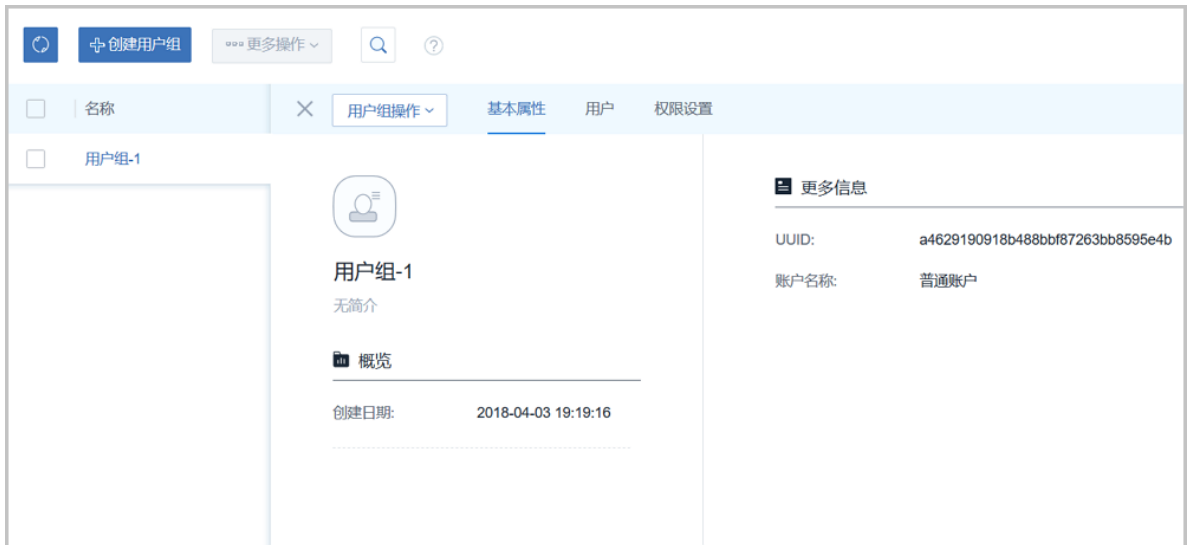 创建用户组 更多操作
名称 用户组操作 基本属性 用户 权限设置
用户组-1
更多信息
UUID: a4629190918b488bbf87263bb8595e4b
用户组-1
账户名称: 普通账户
无简介
概览
创建日期: 2018-04-03 19:19:16